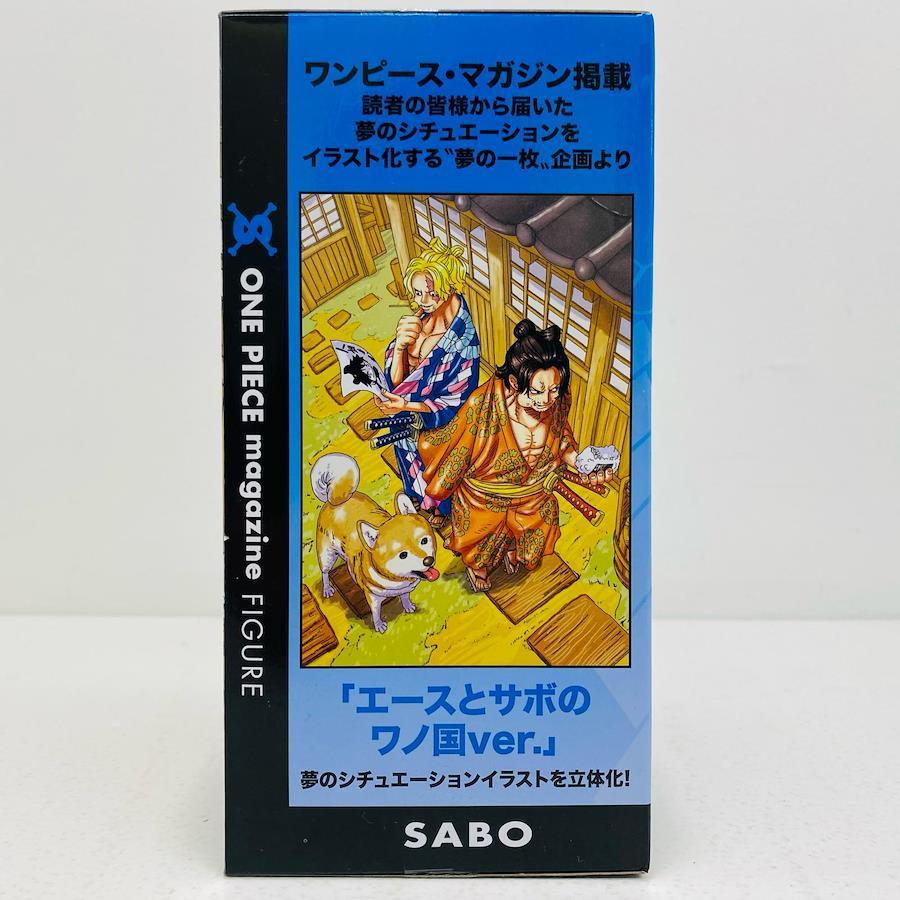 ワンピース・マガジン掲載
読者の皆様から届いた
夢のシチュエーションを
イラスト化する〝夢の一枚〟企画より
ONE PIECE magazine FIGURE
「エースとサボの
ワノ国ver.」
夢のシチュエーションイラストを立体化!
SABO